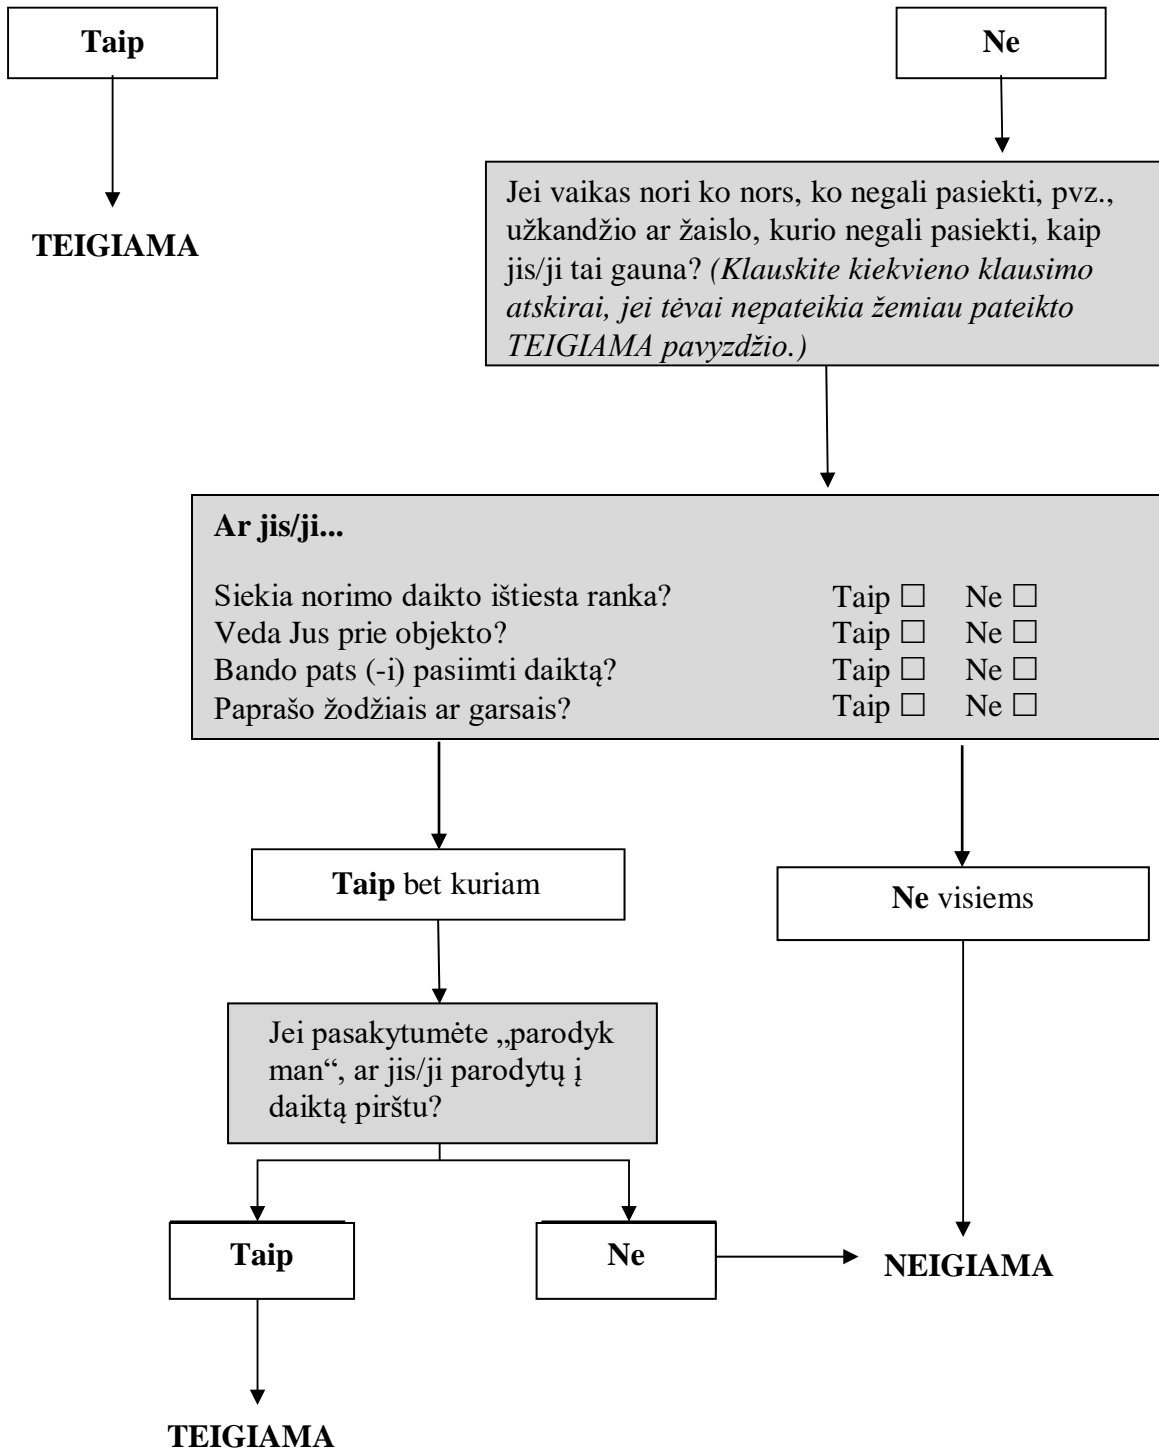 Taip
Ne
TEIGIAMA
Jei vaikas nori ko nors, ko negali pasiekti, pvz.,
užkandžio ar žaislo, kurio negali pasiekti, kaip
jis/ji tai gauna? (Klauskite kiekvieno klausimo
atskirai, jei tėvai nepateikia žemiau pateikto
TEIGIAMA pavyzdžio.)
Ar jis/ji...
Siekia norimo daikto ištiesta ranka? Taip ☐ Ne ☐
Veda Jus prie objekto? Taip ☐ Ne ☐
Bando pats (-i) pasiimti daiktą? Taip ☐ Ne ☐
Paprašo žodžiais ar garsais? Taip ☐ Ne ☐
Taip bet kuriam
Ne visiems
Jei pasakytumėte „parodyk
man“, ar jis/ji parodytų į
daiktą pirštu?
Taip
Ne
NEIGIAMA
TEIGIAMA